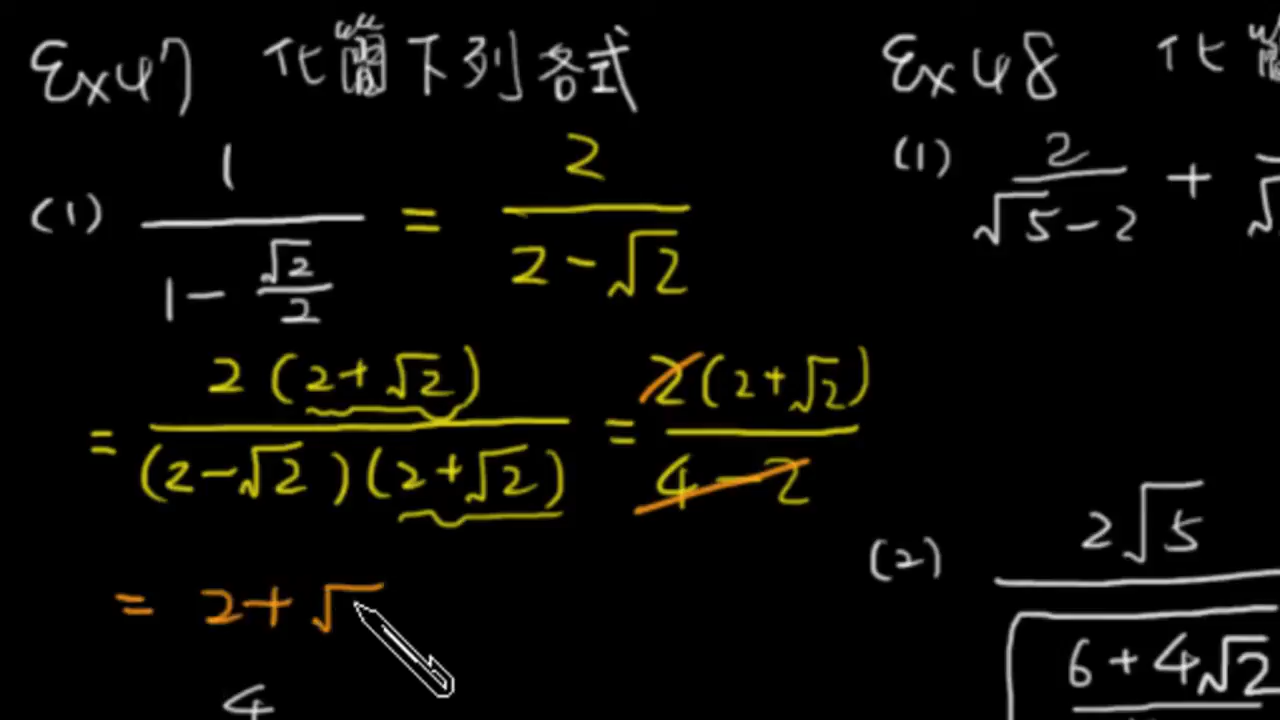 Ex47 化簡下列各式
(1) 1/(1-√2/2) = 2/(2-√2)
= 2(2+√2)/((2-√2)(2+√2)) = 2(2+√2)/(4-2)
= 2+√
4
Ex48 化
(1) 2/(√5-2) + √
(2) 2√5
6+4√2